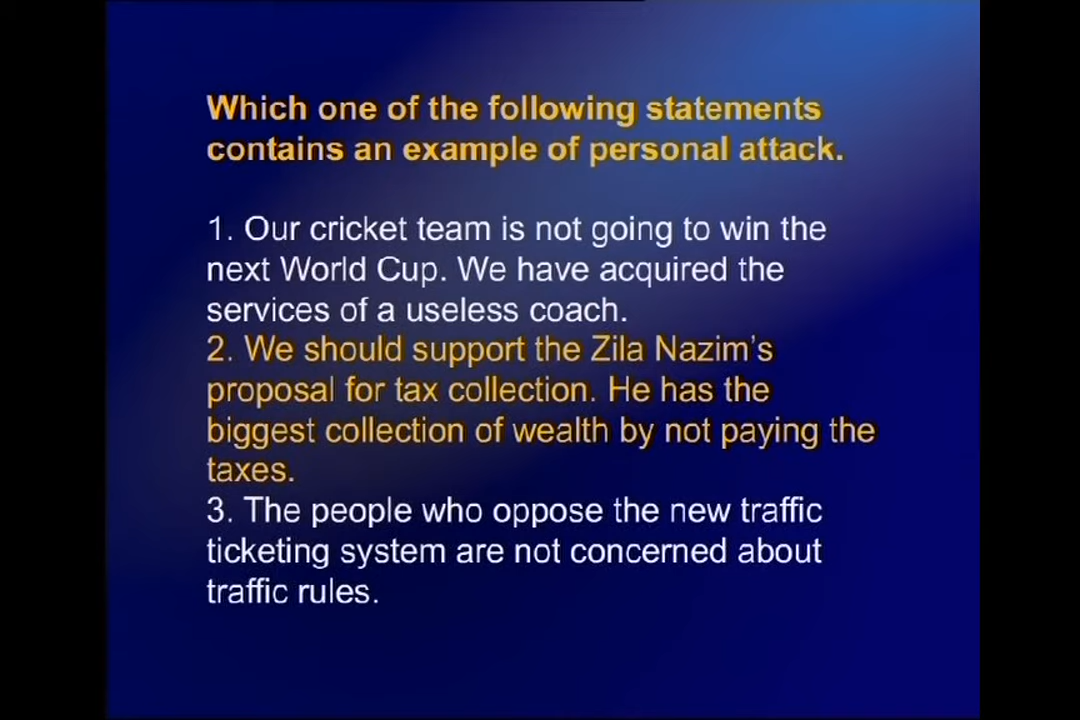 Which one of the following statements
contains an example of personal attack.
1. Our cricket team is not going to win the
next World Cup. We have acquired the
services of a useless coach.
2. We should support the Zila Nazim’s
proposal for tax collection. He has the
biggest collection of wealth by not paying the
taxes.
3. The people who oppose the new traffic
ticketing system are not concerned about
traffic rules.